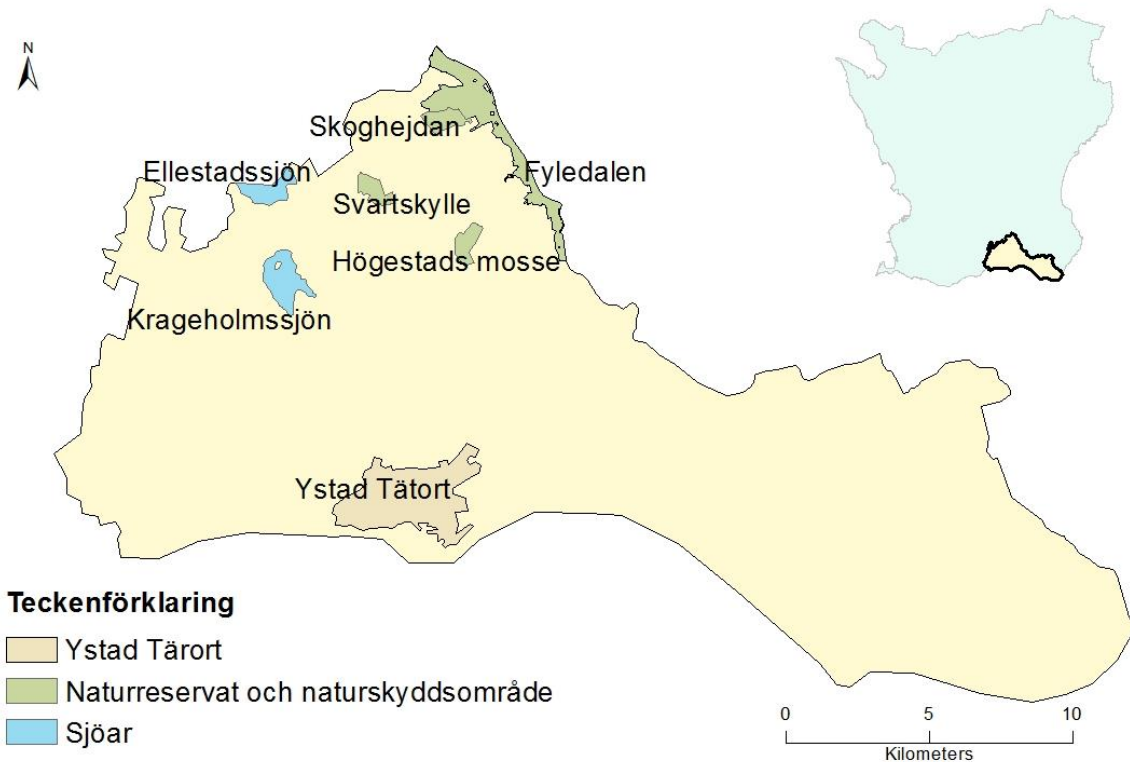 N
Skoghejdan
Ellestadssjön
Fyledalen
Svartskylle
Högestads mosse
Krageholmssjön
Ystad Tätort
Teckenförklaring
Ystad Tärort
Naturreservat och naturskyddsområde
Sjöar
0 5 10
Kilometers